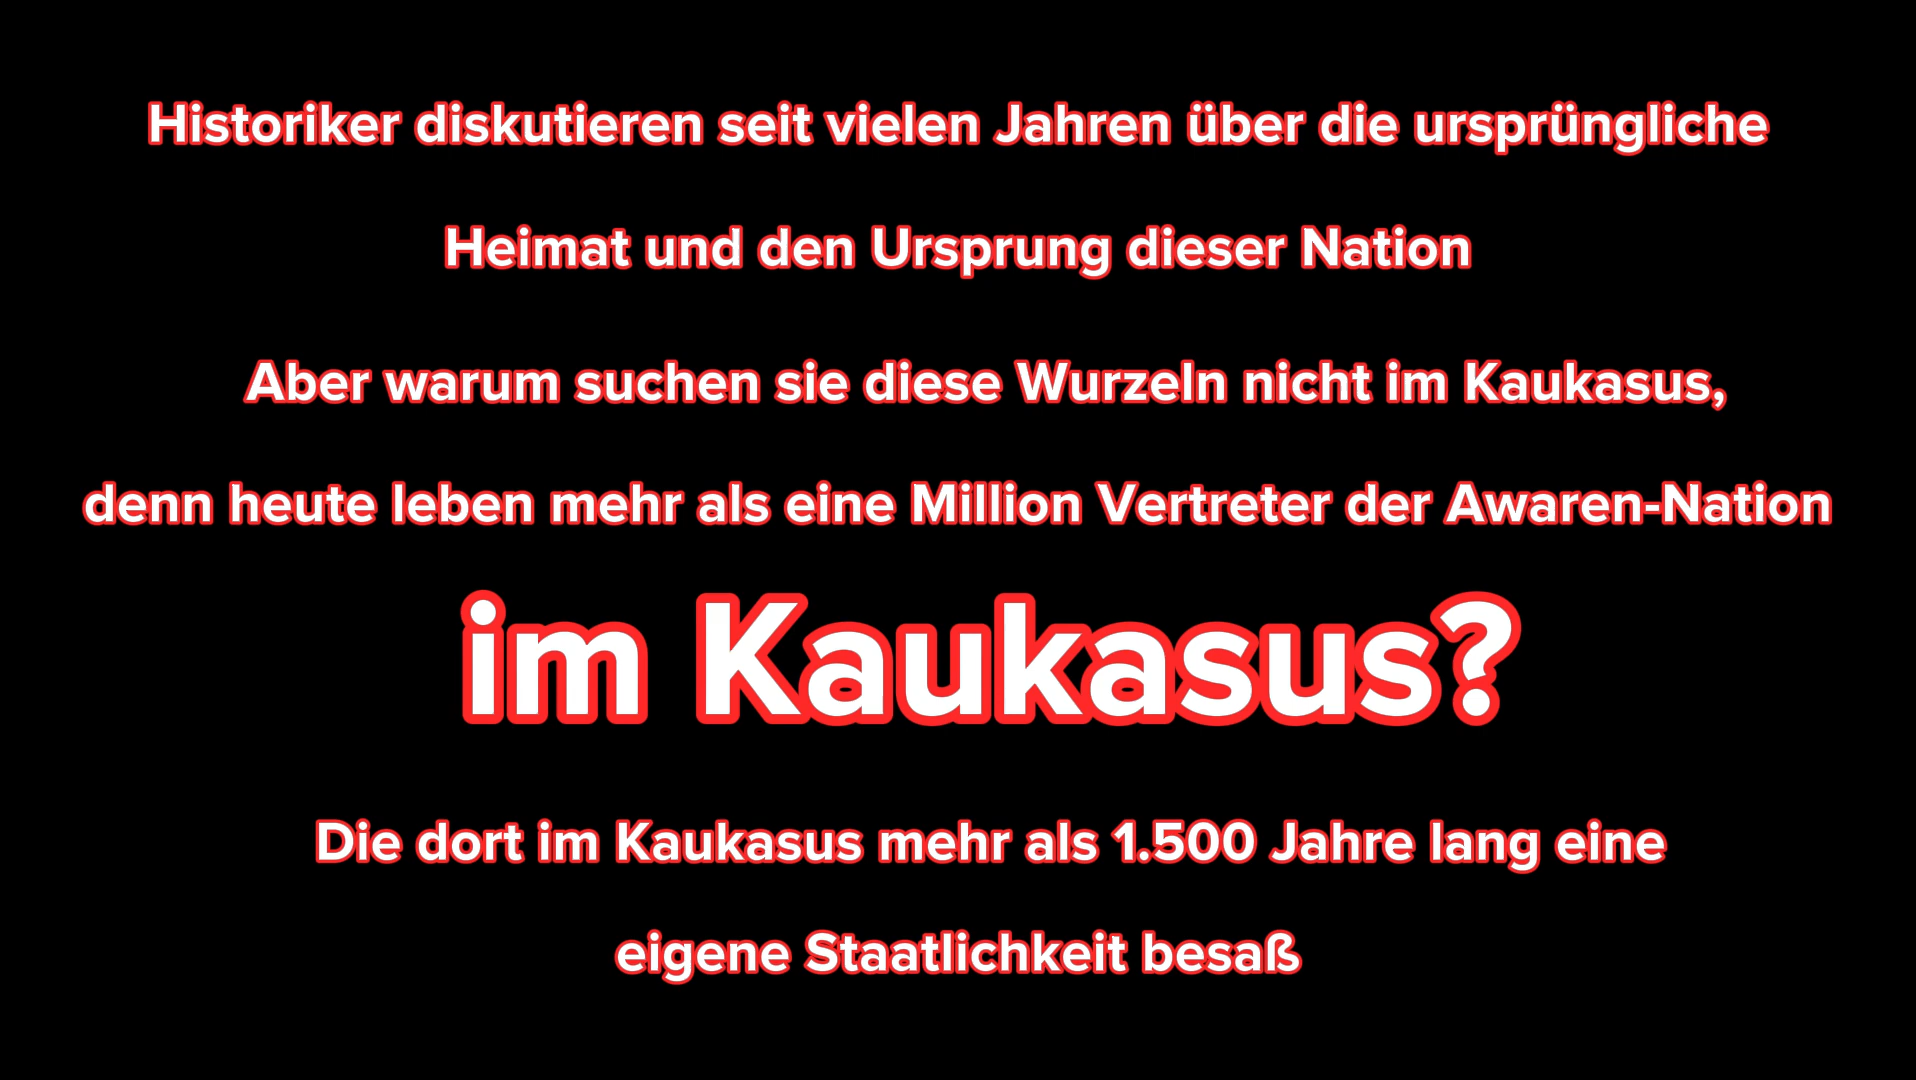 Historiker diskutieren seit vielen Jahren über die ursprüngliche
Heimat und den Ursprung dieser Nation
Aber warum suchen sie diese Wurzeln nicht im Kaukasus,
denn heute leben mehr als eine Million Vertreter der Awaren-Nation
im Kaukasus?
Die dort im Kaukasus mehr als 1.500 Jahre lang eine
eigene Staatlichkeit besaß